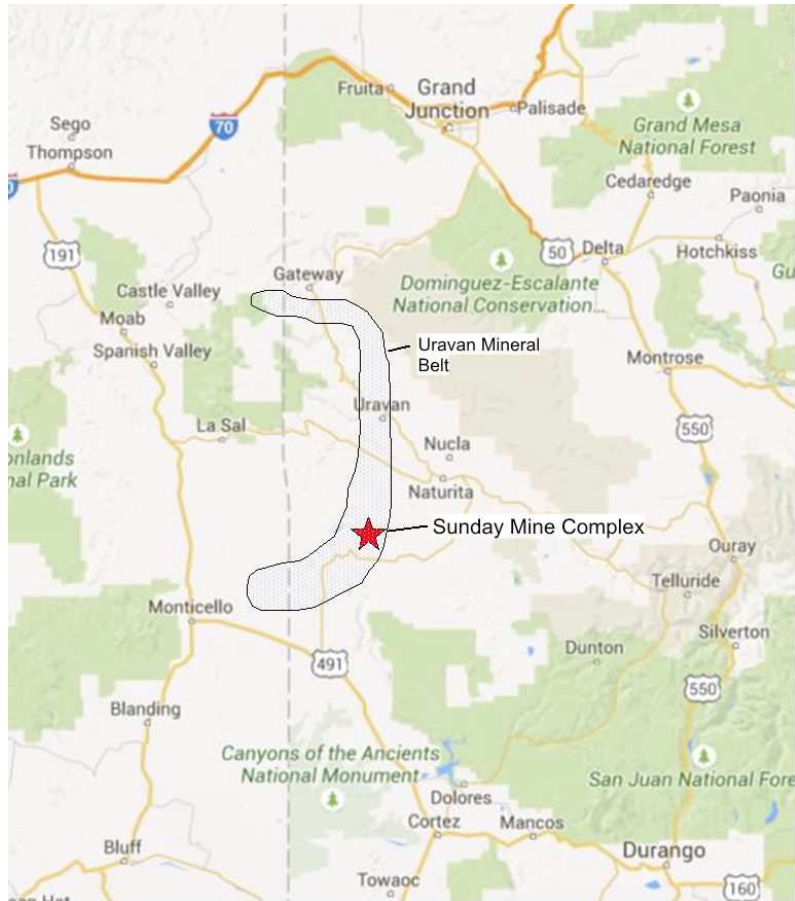 Fruita
Grand
Junction
Palisade
Grand Mesa
National Forest
Sego
70
Thompson
Cedaredge
Paonia
191
50
Delta
Hotchkiss
Gu
Gateway
Castle Valley
Dominguez-Escalante
National Conservation...
Moab
Uravan Mineral
Belt
Spanish Valley
Montrose
Uravan
La Sal
550
Nucla
onlands
nal Park
Naturita
Sunday Mine Complex
Ouray
Telluride
Monticello
Silverton
Dunton
491
550
Blanding
Canyons of the Ancients
National Monument
San Juan National Fore
Dolores
Cortez
Mancos
Bluff
Durango
Towaoc
160